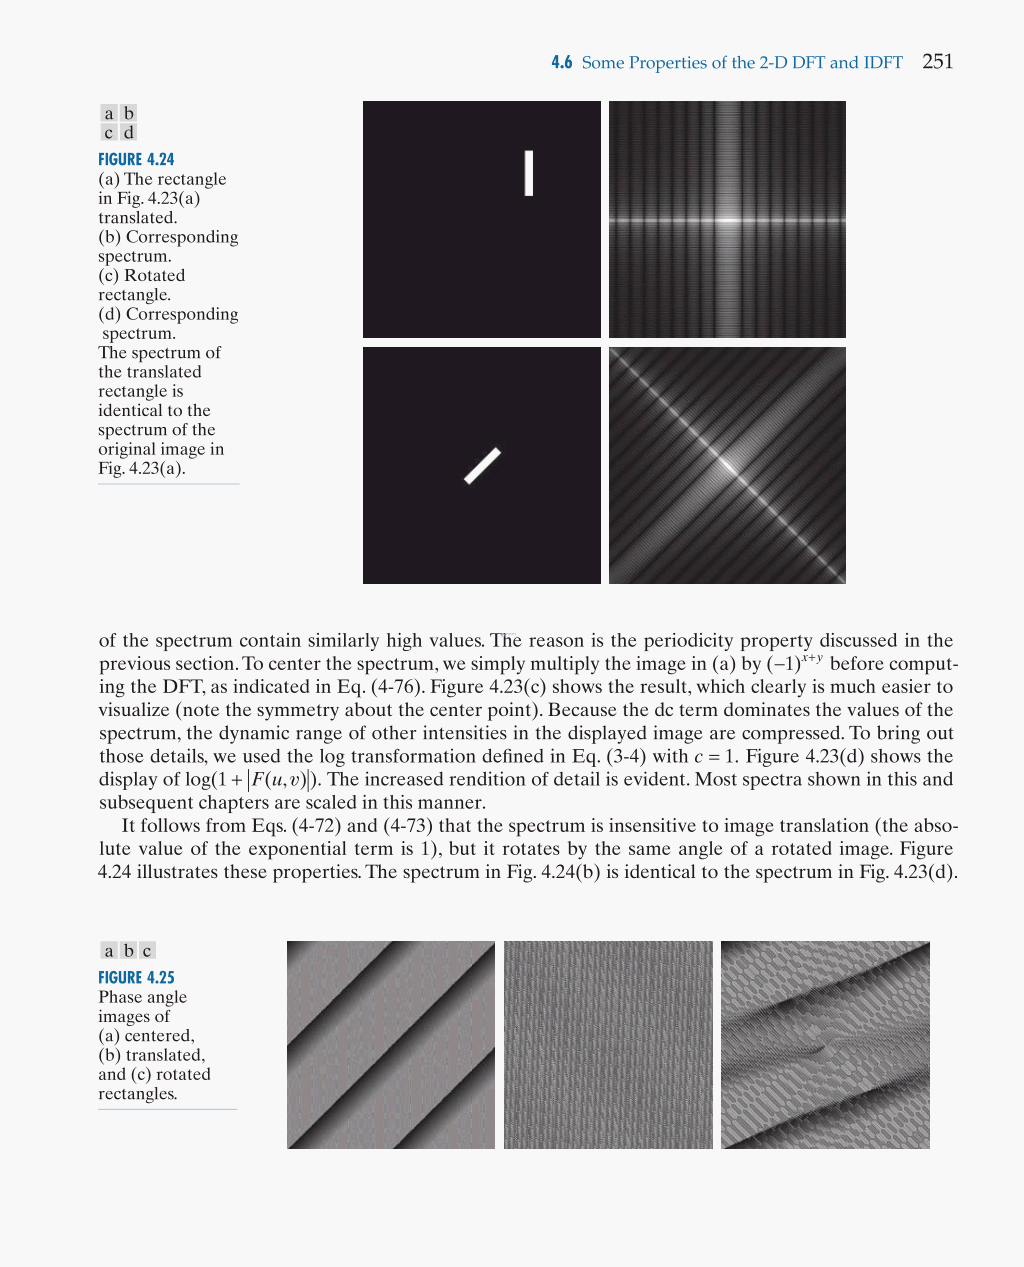 4.6 Some Properties of the 2-D DFT and IDFT 251
a b
c d
FIGURE 4.24
(a) The rectangle
in Fig. 4.23(a)
translated.
(b) Corresponding
spectrum.
(c) Rotated
rectangle.
(d) Corresponding
spectrum.
The spectrum of
the translated
rectangle is
identical to the
spectrum of the
original image in
Fig. 4.23(a).
of the spectrum contain similarly high values. The reason is the periodicity property discussed in the
previous section. To center the spectrum, we simply multiply the image in (a) by (−1)^{x+y} before comput-
ing the DFT, as indicated in Eq. (4-76). Figure 4.23(c) shows the result, which clearly is much easier to
visualize (note the symmetry about the center point). Because the dc term dominates the values of the
spectrum, the dynamic range of other intensities in the displayed image are compressed. To bring out
those details, we used the log transformation defined in Eq. (3-4) with c = 1. Figure 4.23(d) shows the
display of log(1 + |F(u, v)|). The increased rendition of detail is evident. Most spectra shown in this and
subsequent chapters are scaled in this manner.
It follows from Eqs. (4-72) and (4-73) that the spectrum is insensitive to image translation (the abso-
lute value of the exponential term is 1), but it rotates by the same angle of a rotated image. Figure
4.24 illustrates these properties. The spectrum in Fig. 4.24(b) is identical to the spectrum in Fig. 4.23(d).
a b c
FIGURE 4.25
Phase angle
images of
(a) centered,
(b) translated,
and (c) rotated
rectangles.